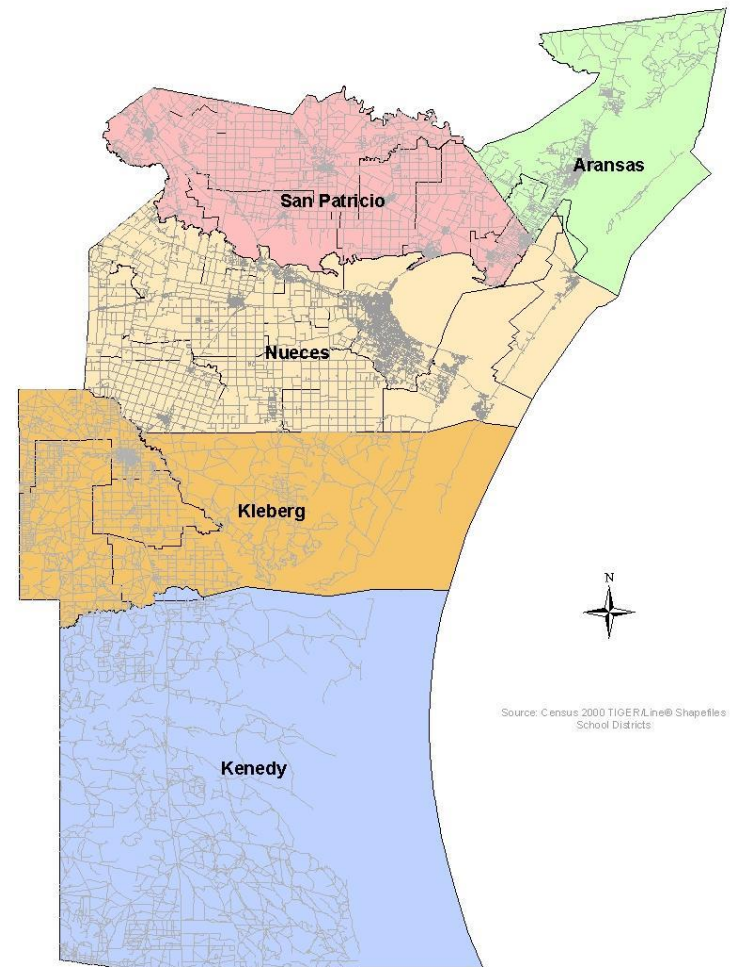 Aransas
San Patricio
Nueces
Kleberg
N
Source: Census 2000 TIGER/Line® Shapefiles
School Districts
Kenedy